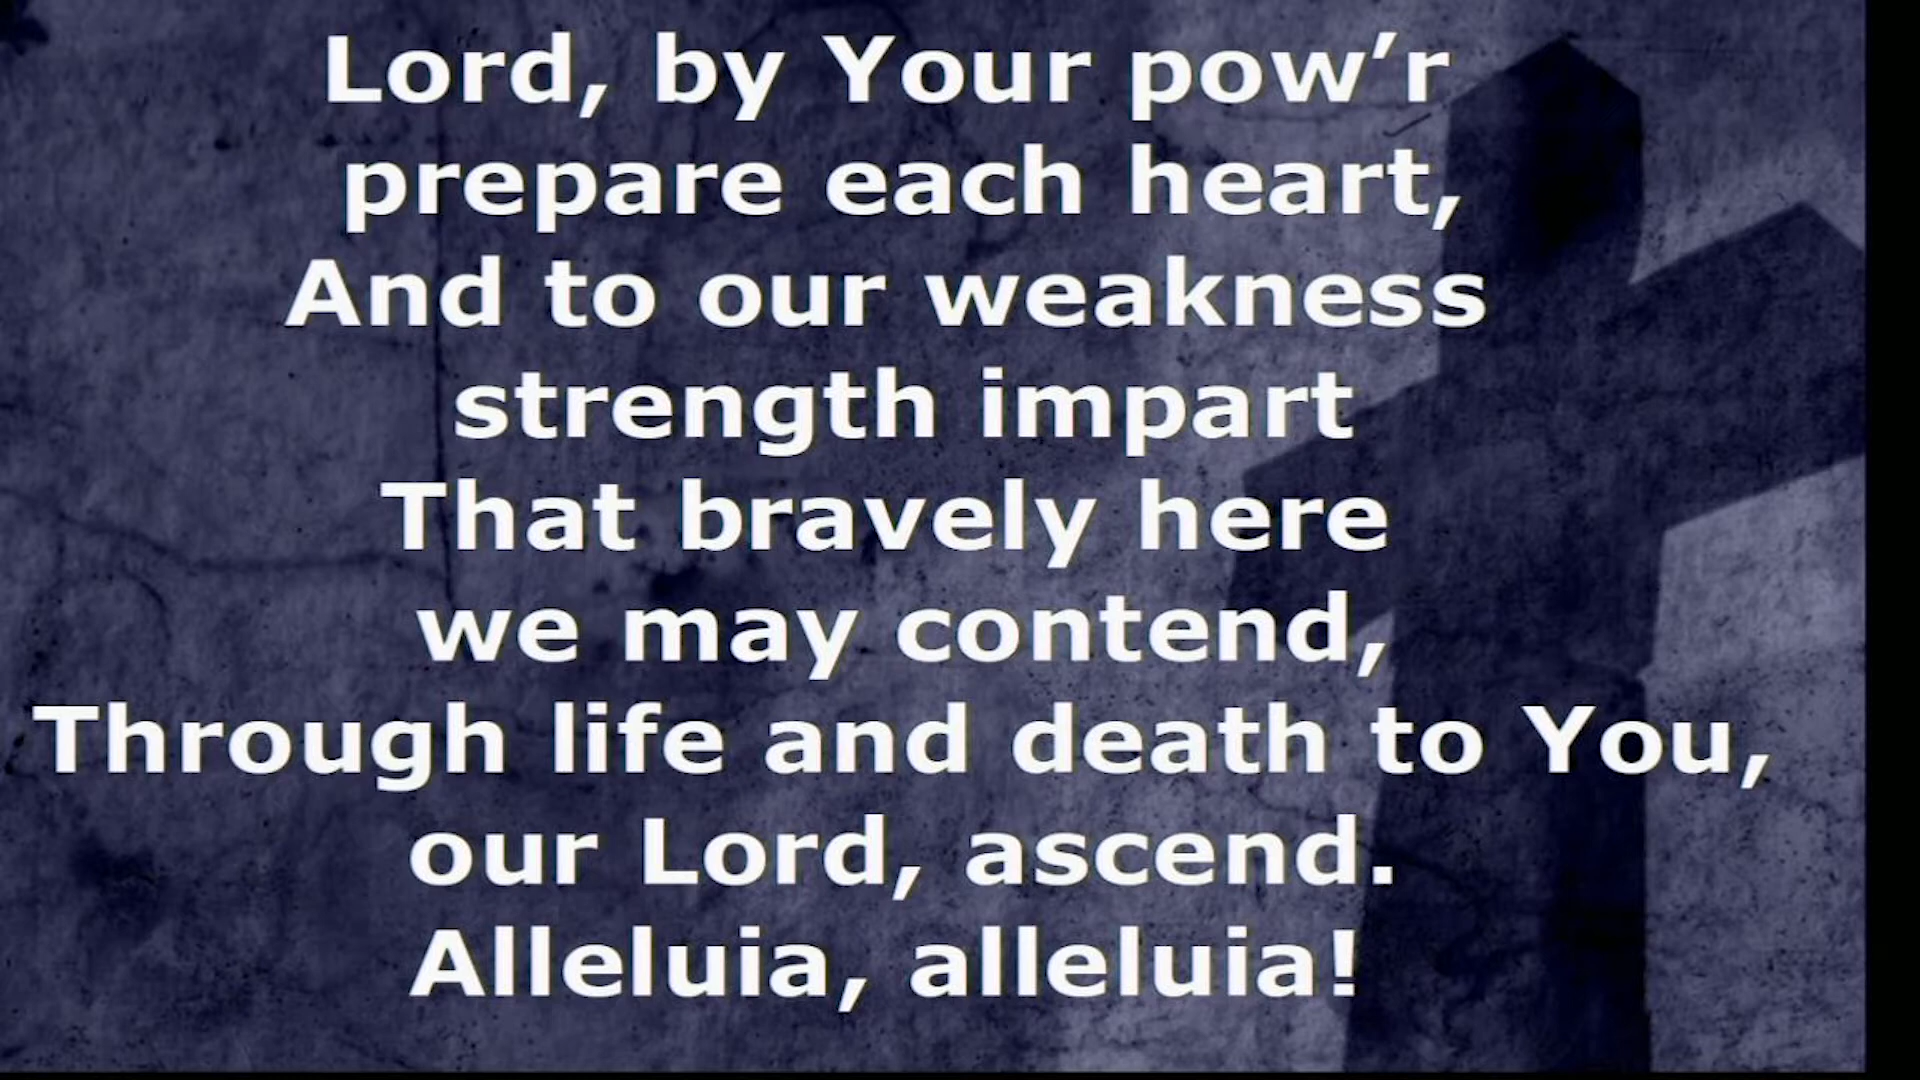 Lord, by Your pow’r
prepare each heart,
And to our weakness
strength impart
That bravely here
we may contend,
Through life and death to You,
our Lord, ascend.
Alleluia, alleluia!